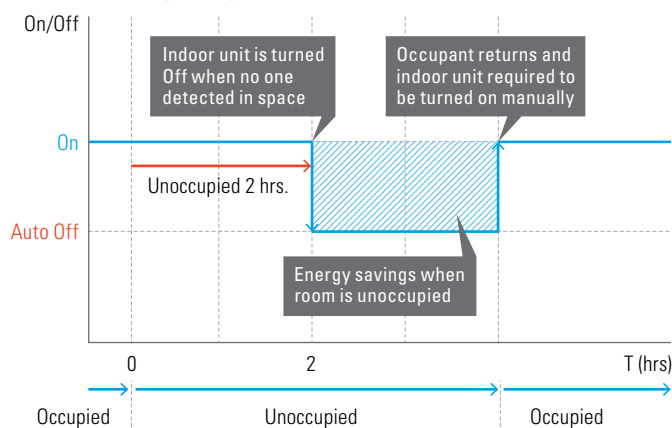 On/Off
Indoor unit is turned
Off when no one
detected in space
Occupant returns and
indoor unit required to
be turned on manually
On
Unoccupied 2 hrs.
Auto Off
Energy savings when
room is unoccupied
0
2
T (hrs)
Occupied
Unoccupied
Occupied